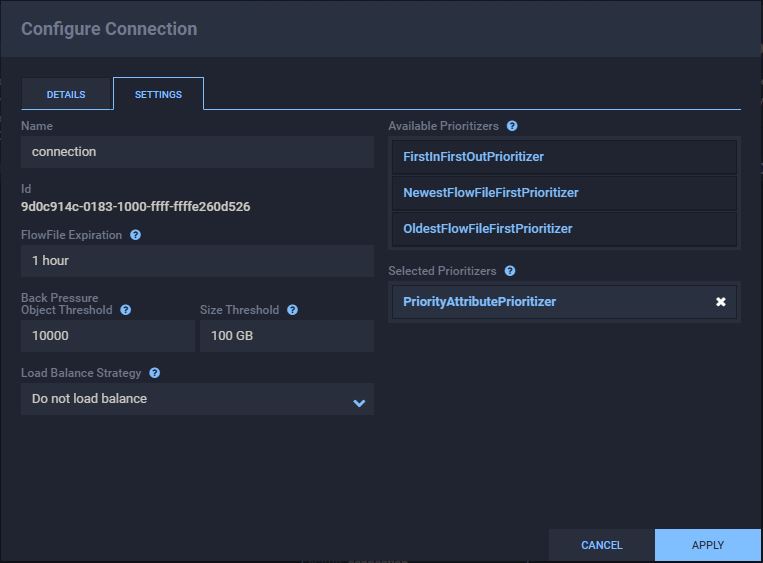 Configure Connection
DETAILS
SETTINGS
Name
connection
Id
9d0c914c-0183-1000-ffff-ffffe260d526
FlowFile Expiration ?
1 hour
Back Pressure
Object Threshold ?
Size Threshold ?
10000
100 GB
Load Balance Strategy ?
Do not load balance
Available Prioritizers ?
FirstInFirstOutPrioritizer
NewestFlowFileFirstPrioritizer
OldestFlowFileFirstPrioritizer
Selected Prioritizers ?
PriorityAttributePrioritizer
CANCEL
APPLY